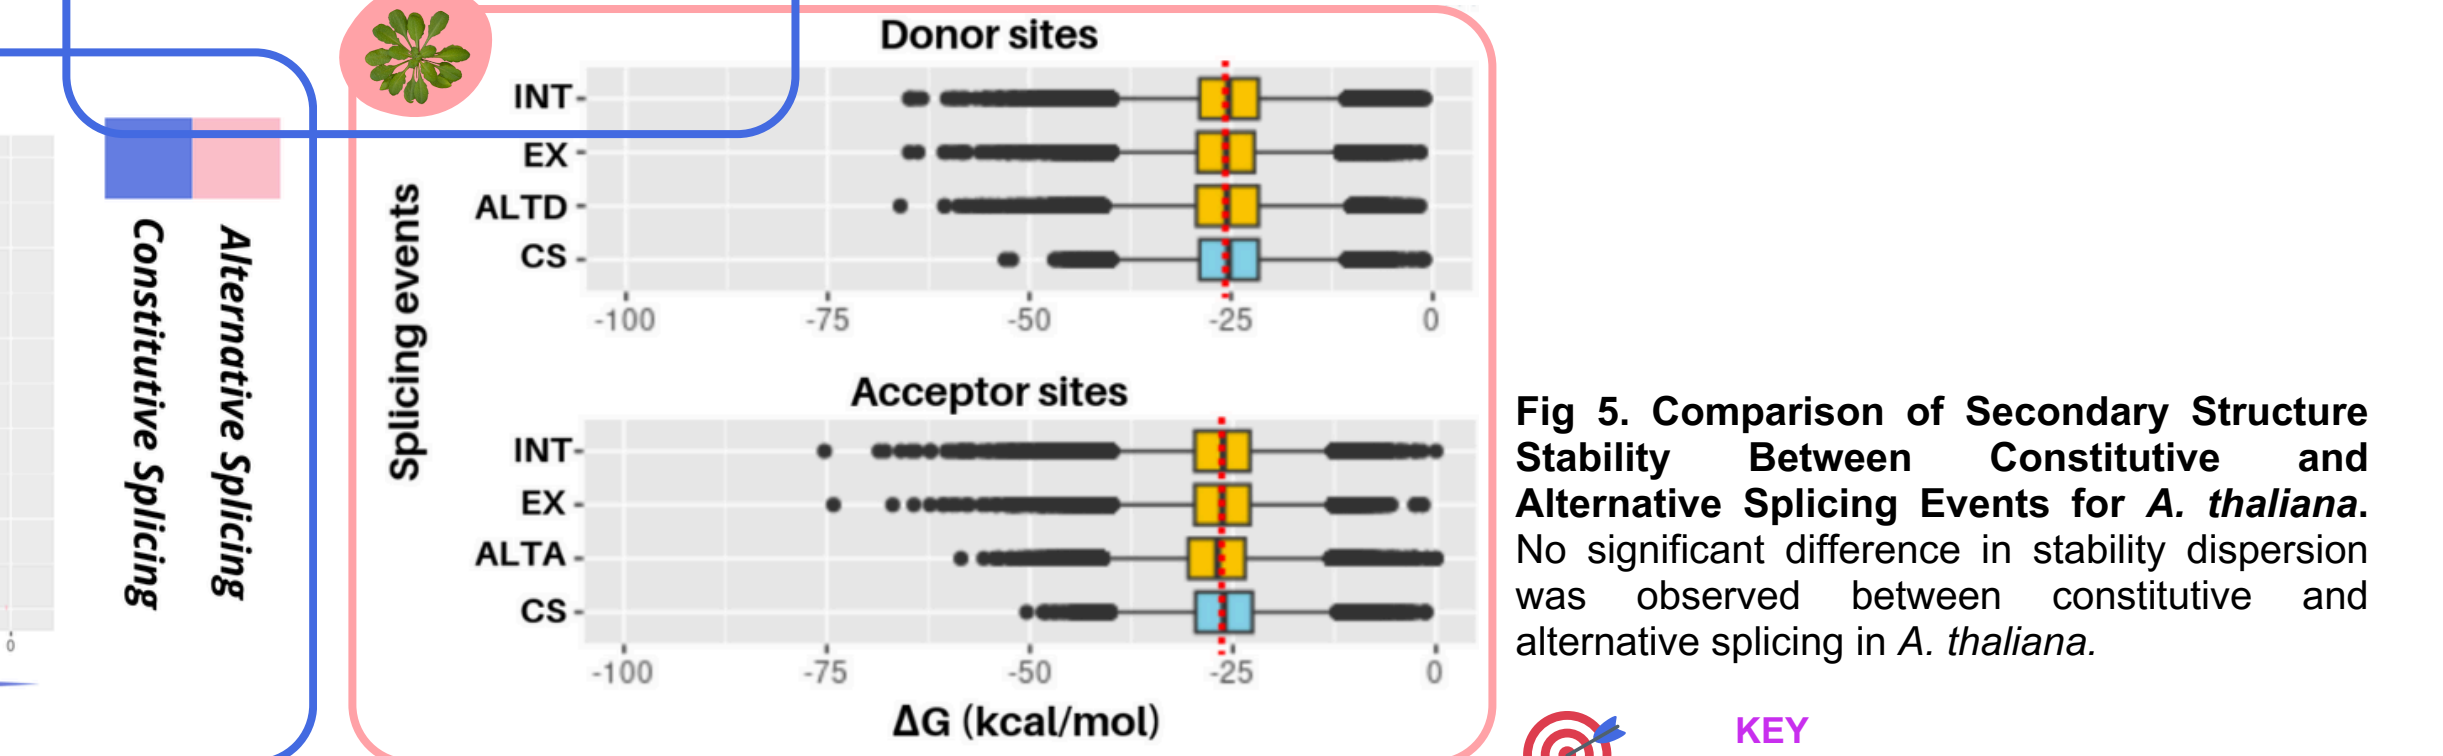 Constitutive Splicing
Alternative Splicing
0
Splicing events
Donor sites
INT
EX
ALTD
CS
-100 -75 -50 -25 0
Acceptor sites
INT
EX
ALTA
CS
-100 -75 -50 -25 0
ΔG (kcal/mol)
Fig 5. Comparison of Secondary Structure
Stability Between Constitutive and
Alternative Splicing Events for A. thaliana.
No significant difference in stability dispersion
was observed between constitutive and
alternative splicing in A. thaliana.
KEY